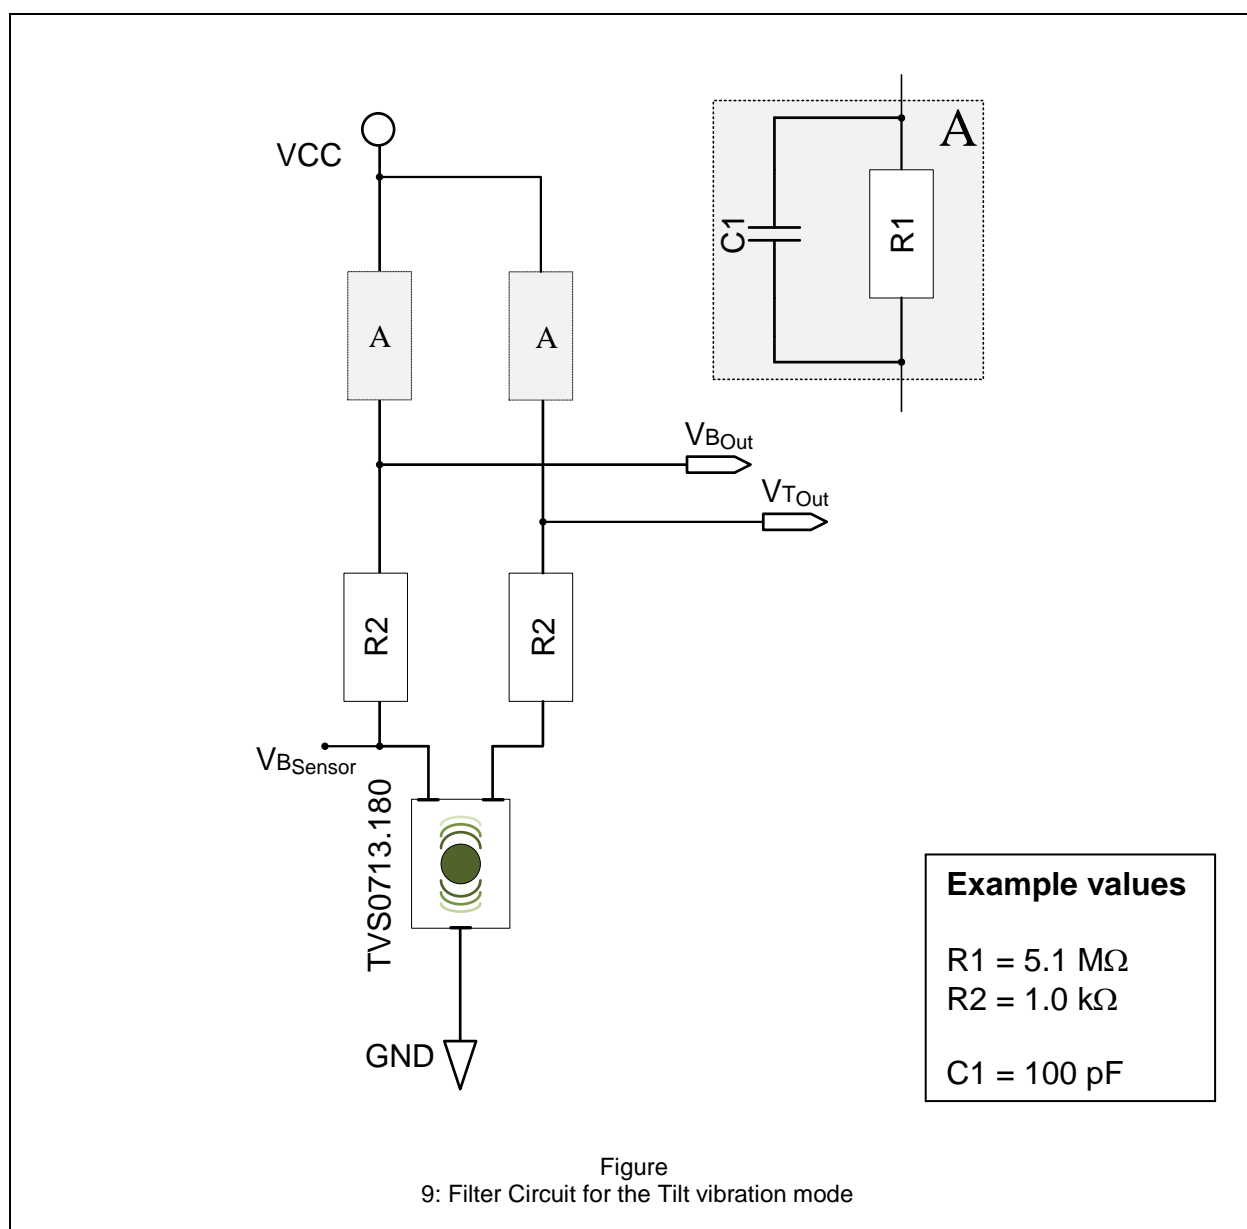 VCC
A
A
A
C1
R1
VBOut
VTOut
R2
R2
VBSensor
TVS0713.180
GND
Example values
R1 = 5.1 MΩ
R2 = 1.0 kΩ
C1 = 100 pF
Figure
9: Filter Circuit for the Tilt vibration mode